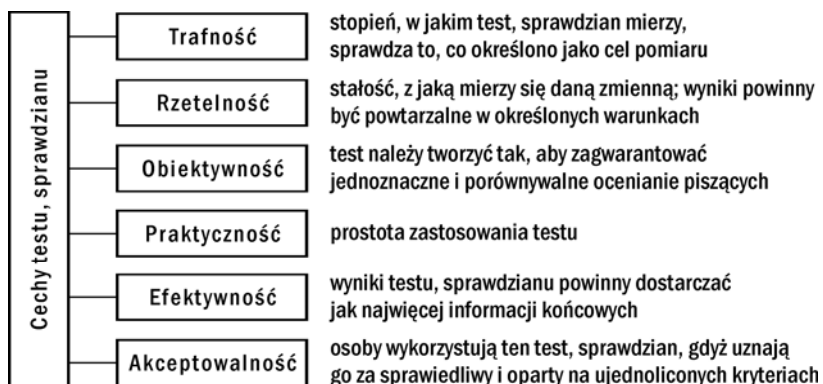 Cechy testu, sprawdzianu
Trafność
stopień, w jakim test, sprawdzian mierzy,
sprawdza to, co określono jako cel pomiaru
Rzetelność
stałość, z jaką mierzy się daną zmienną; wyniki powinny
być powtarzalne w określonych warunkach
Obiektywność
test należy tworzyć tak, aby zagwarantować
jednoznaczne i porównywalne ocenianie piszących
Praktyczność
prostota zastosowania testu
Efektywność
wyniki testu, sprawdzianu powinny dostarczać
jak najwięcej informacji końcowych
Akceptowalność
osoby wykorzystują ten test, sprawdzian, gdyż uznają
go za sprawiedliwy i oparty na ujednoliconych kryteriach